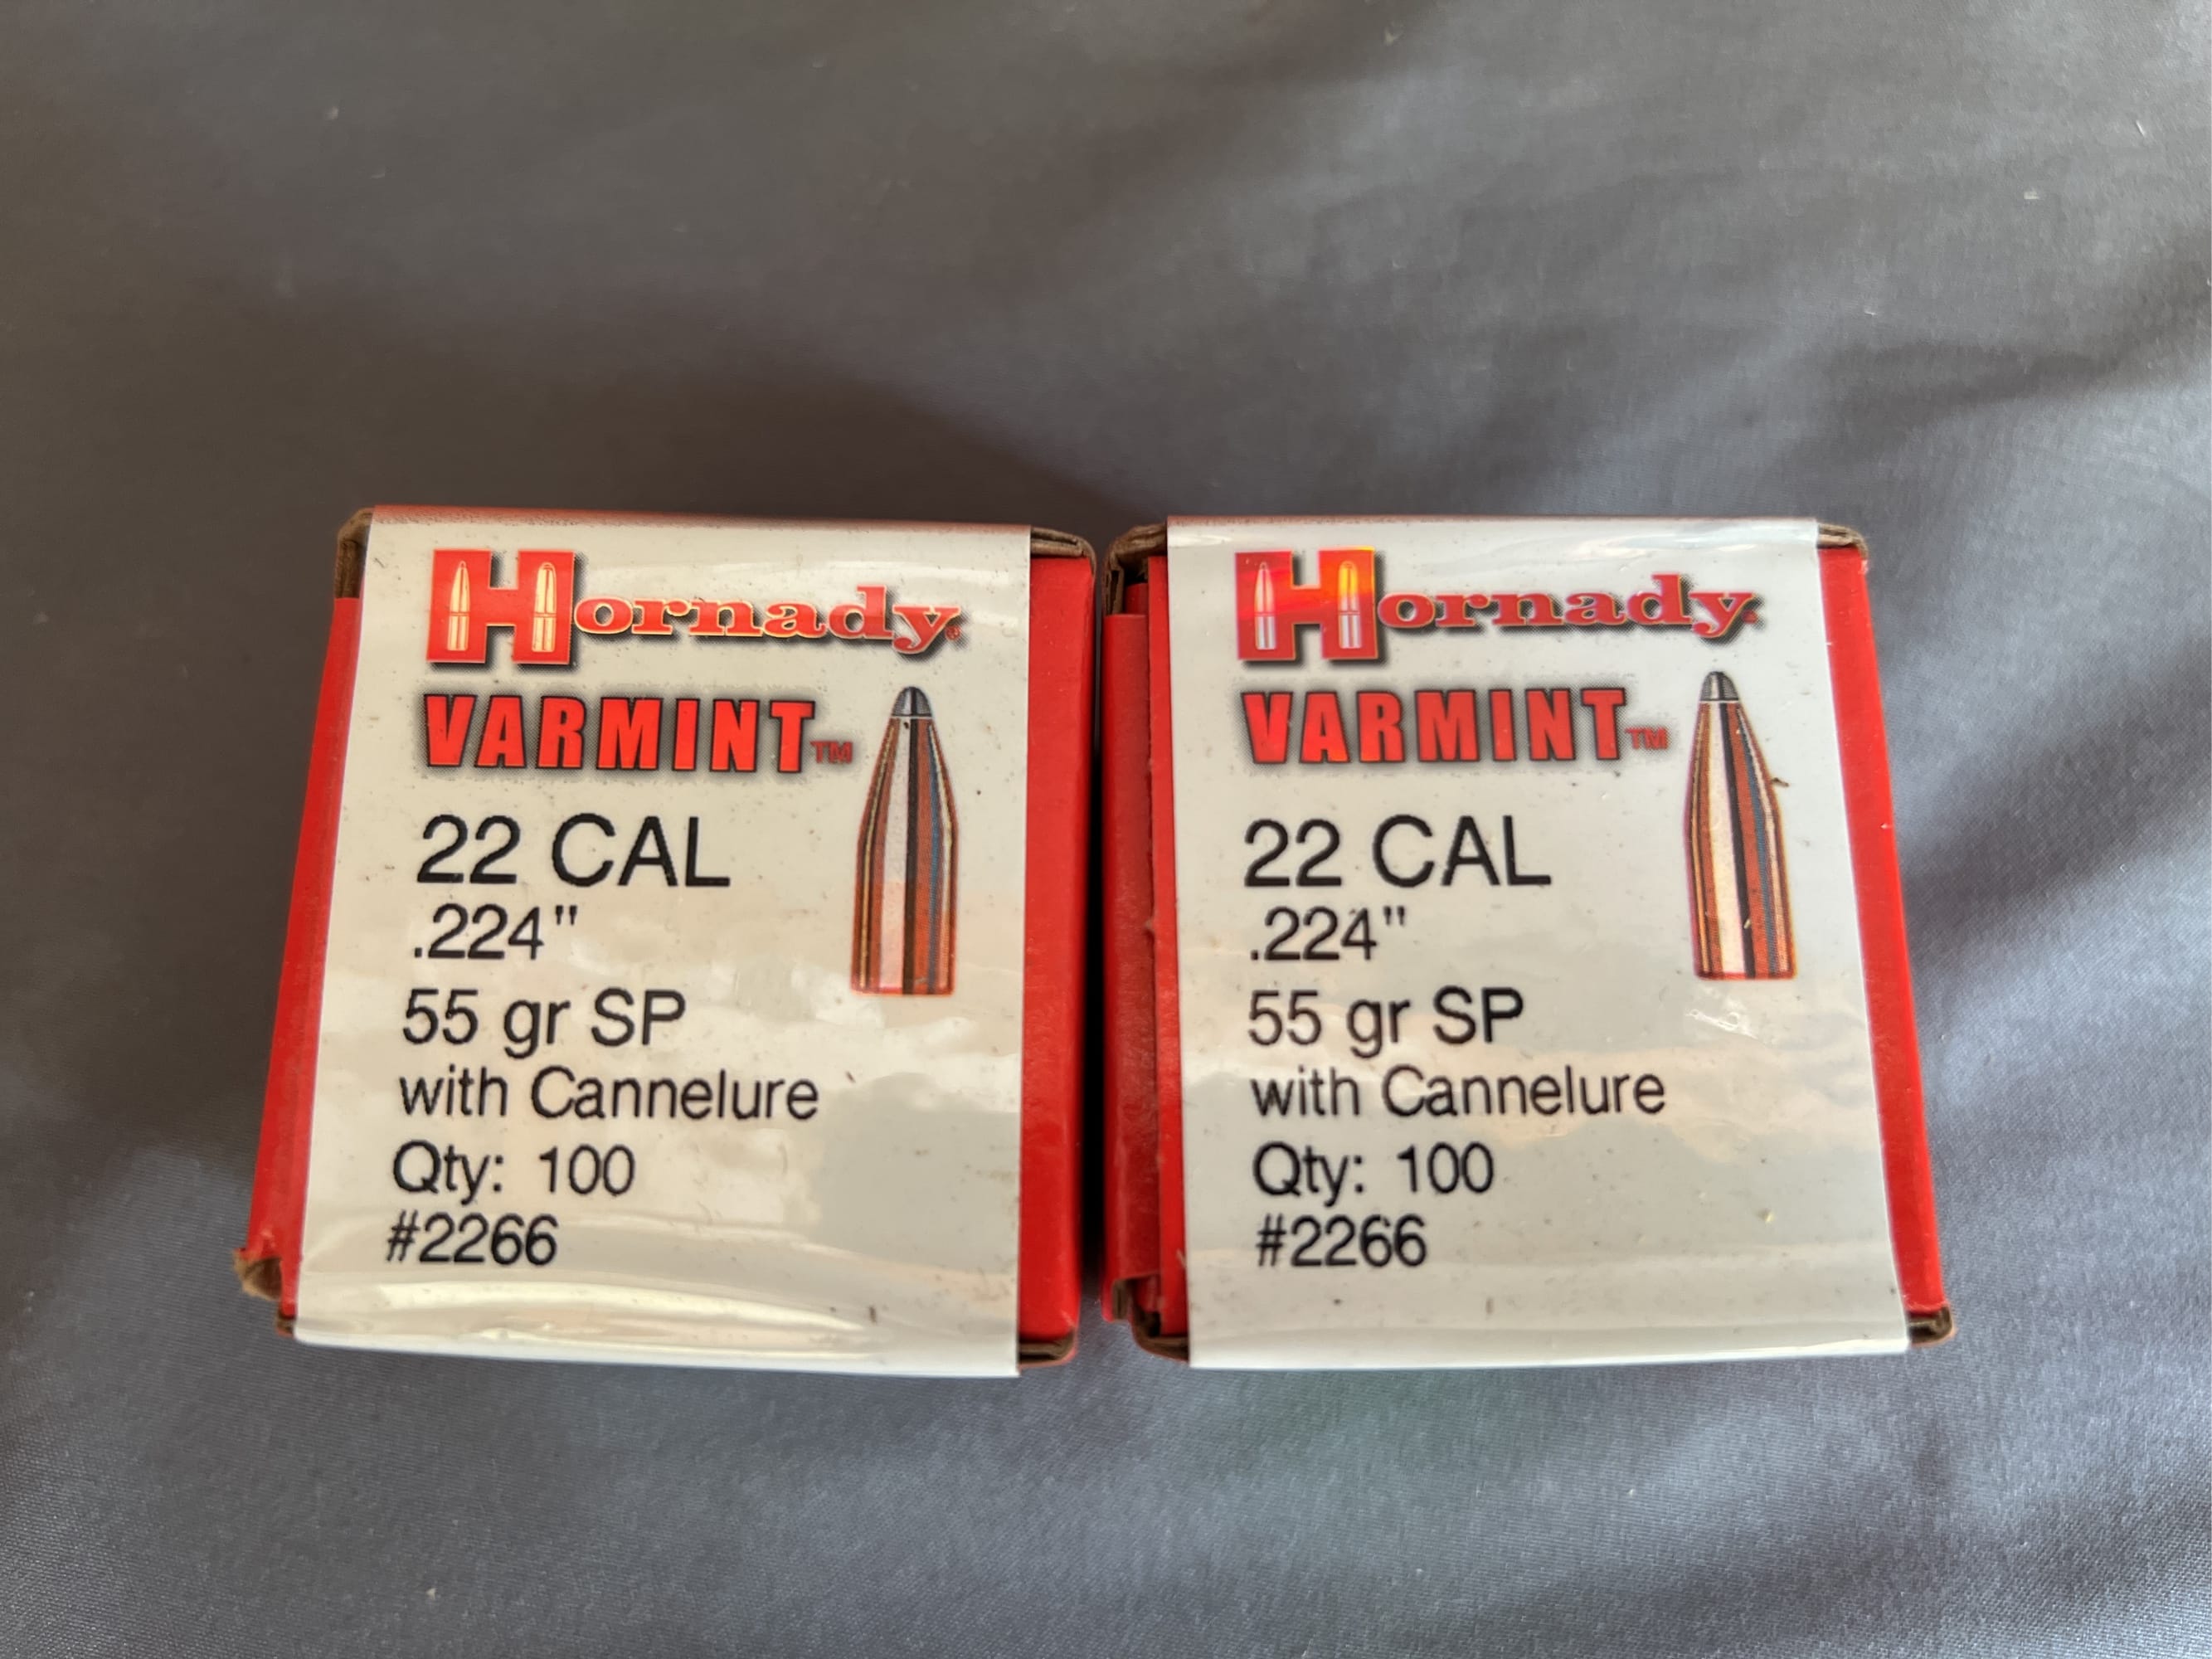 Hornady®
VARMINT™
22 CAL
.224"
55 gr SP
with Cannelure
Qty: 100
#2266
Hornady®
VARMINT™
22 CAL
.224"
55 gr SP
with Cannelure
Qty: 100
#2266